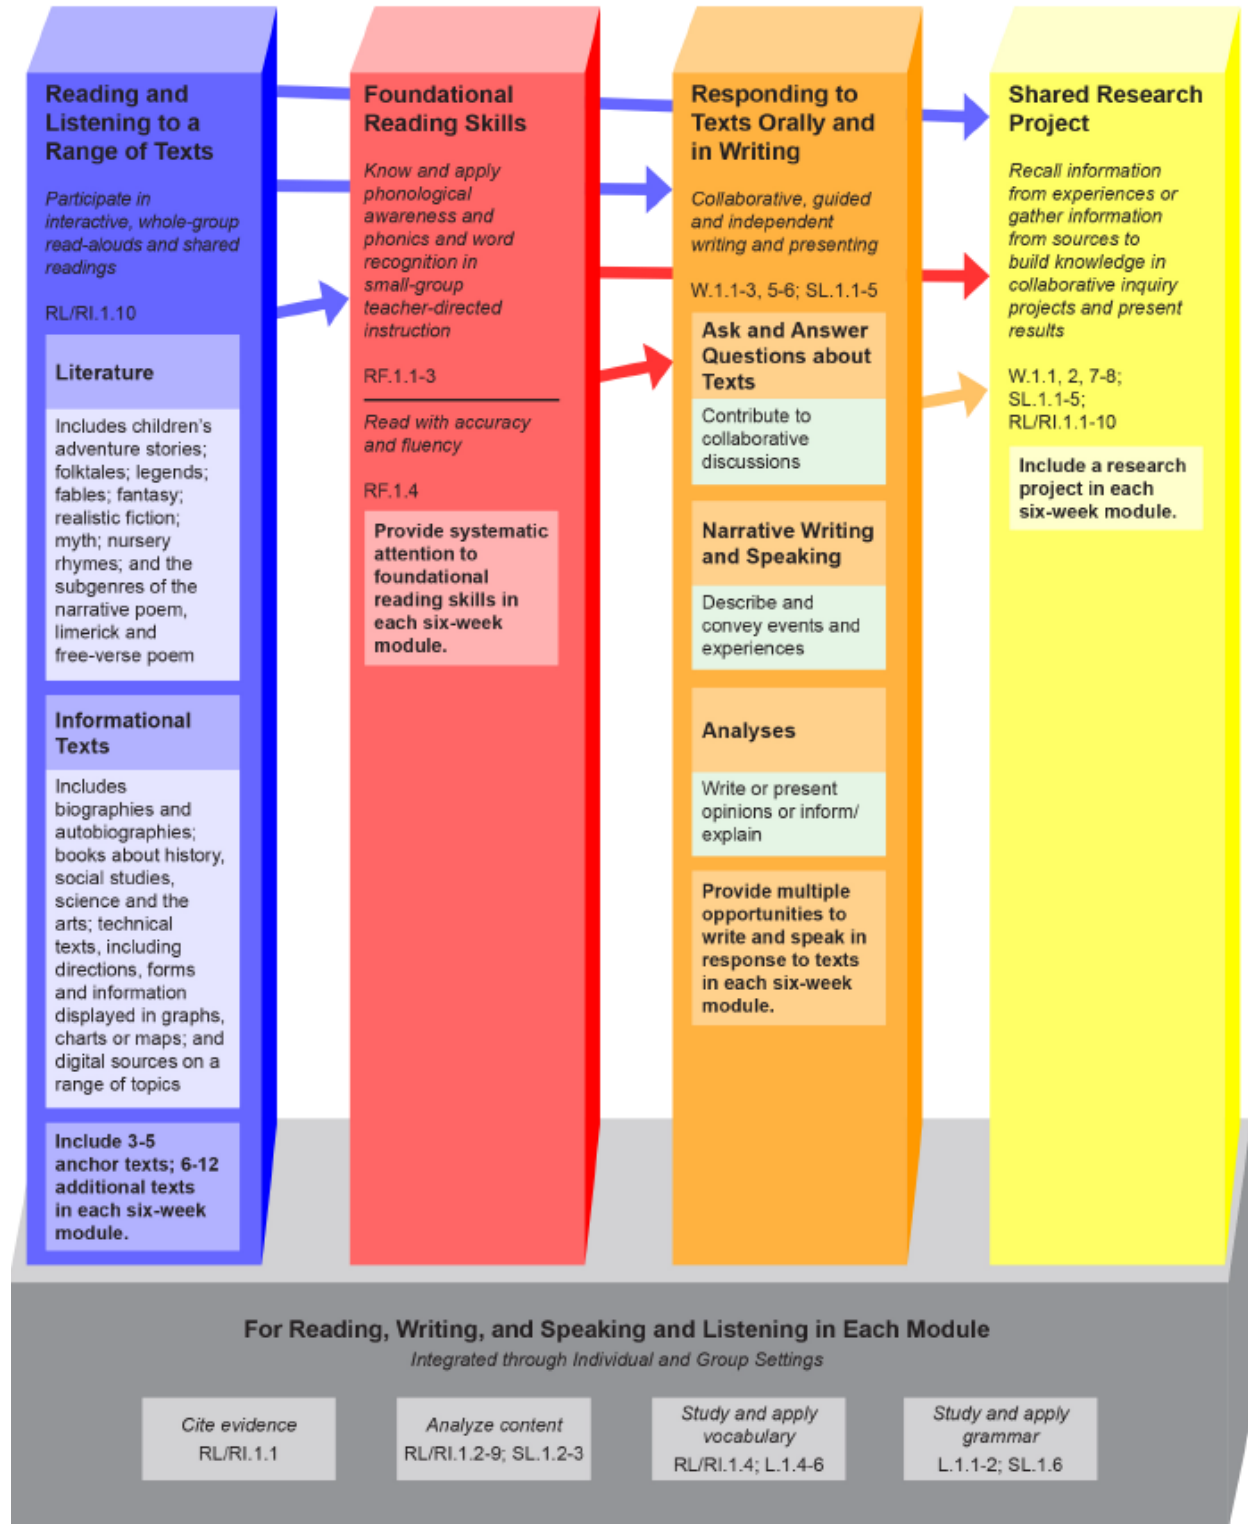 Reading and
Listening to a
Range of Texts
Participate in
interactive, whole-group
read-alouds and shared
readings
RL/RI.1.10
Literature
Includes children's
adventure stories;
folktales; legends;
fables; fantasy;
realistic fiction;
myth; nursery
rhymes; and the
subgenres of the
narrative poem,
limerick and
free-verse poem
Informational
Texts
Includes
biographies and
autobiographies;
books about history,
social studies,
science and the
arts; technical
texts, including
directions, forms
and information
displayed in graphs,
charts or maps; and
digital sources on a
range of topics
Include 3-5
anchor texts; 6-12
additional texts
in each six-week
module.
Foundational
Reading Skills
Know and apply
phonological
awareness and
phonics and word
recognition in
small-group
teacher-directed
instruction
RF.1.1-3
Read with accuracy
and fluency
RF.1.4
Provide systematic
attention to
foundational
reading skills in
each six-week
module.
Responding to
Texts Orally and
in Writing
Collaborative, guided
and independent
writing and presenting
W.1.1-3, 5-6; SL.1.1-5
Ask and Answer
Questions about
Texts
Contribute to
collaborative
discussions
Narrative Writing
and Speaking
Describe and
convey events and
experiences
Analyses
Write or present
opinions or inform/
explain
Provide multiple
opportunities to
write and speak in
response to texts
in each six-week
module.
Shared Research
Project
Recall information
from experiences or
gather information
from sources to
build knowledge in
collaborative inquiry
projects and present
results
W.1.1, 2, 7-8;
SL.1.1-5;
RL/RI.1.1-10
Include a research
project in each
six-week module.
For Reading, Writing, and Speaking and Listening in Each Module
Integrated through Individual and Group Settings
Cite evidence
RL/RI.1.1
Analyze content
RL/RI.1.2-9; SL.1.2-3
Study and apply
vocabulary
RL/RI.1.4; L.1.4-6
Study and apply
grammar
L.1.1-2; SL.1.6